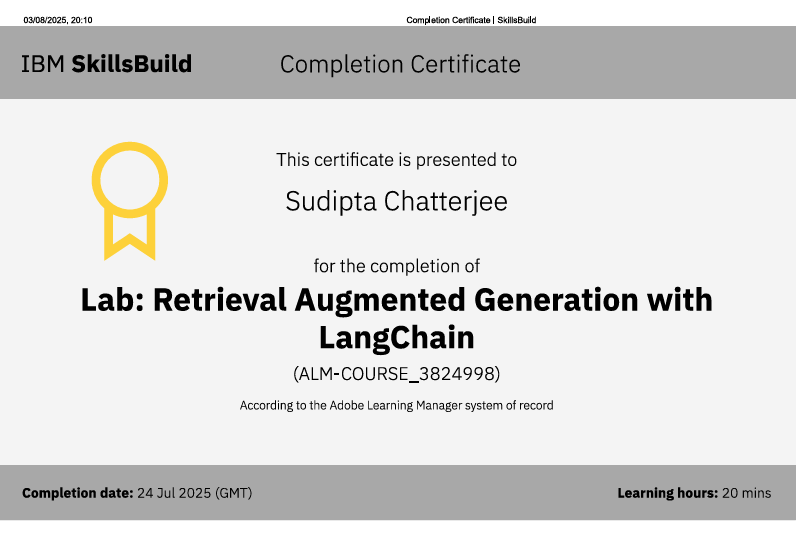 03/08/2025, 20:10 Completion Certificate | SkillsBuild
IBM SkillsBuild Completion Certificate
This certificate is presented to
Sudipta Chatterjee
for the completion of
Lab: Retrieval Augmented Generation with
LangChain
(ALM-COURSE_3824998)
According to the Adobe Learning Manager system of record
Completion date: 24 Jul 2025 (GMT) Learning hours: 20 mins